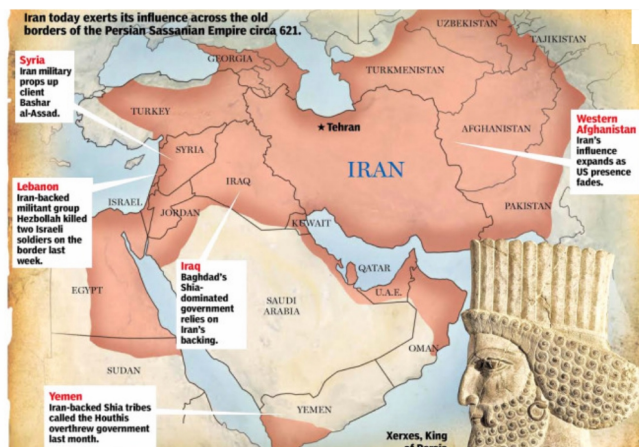 Iran today exerts its influence across the old
borders of the Persian Sassanian Empire circa 621.
UZBEKISTAN
TAJIKISTAN
GEORGIA
TURKMENISTAN
Syria
Iran military
props up
client
Bashar
al-Assad.
TURKEY
★ Tehran
AFGHANISTAN
Western
Afghanistan
Iran's
influence
expands as
US presence
fades.
SYRIA
IRAN
IRAQ
Lebanon
Iran-backed
militant group
Hezbollah killed
two Israeli
soldiers on the
border last
week.
ISRAEL
JORDAN
PAKISTAN
KUWAIT
Iraq
Baghdad's
Shia-
dominated
government
relies on
Iran's
backing.
QATAR
EGYPT
U.A.E.
SAUDI
ARABIA
OMAN
SUDAN
Yemen
Iran-backed Shia tribes
called the Houthis
overthrew government
last month.
YEMEN
Xerxes, King
of Persia